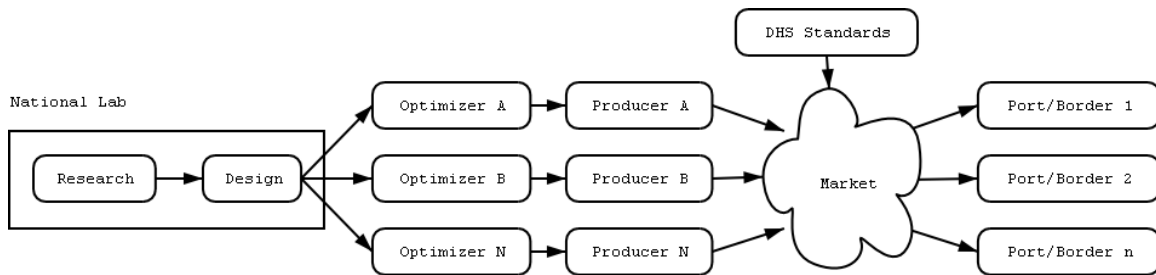 DHS Standards
National Lab
Optimizer A
Producer A
Port/Border 1
Research
Design
Optimizer B
Producer B
Market
Port/Border 2
Optimizer N
Producer N
Port/Border n